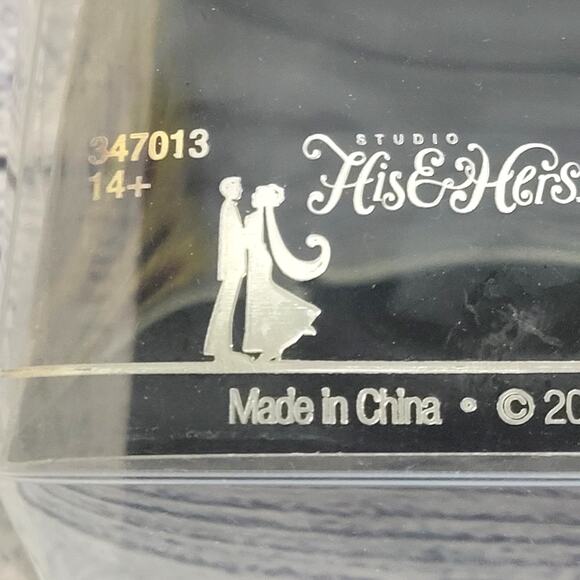 347013
14+
STUDIO
His&Hers
Made in China • © 20